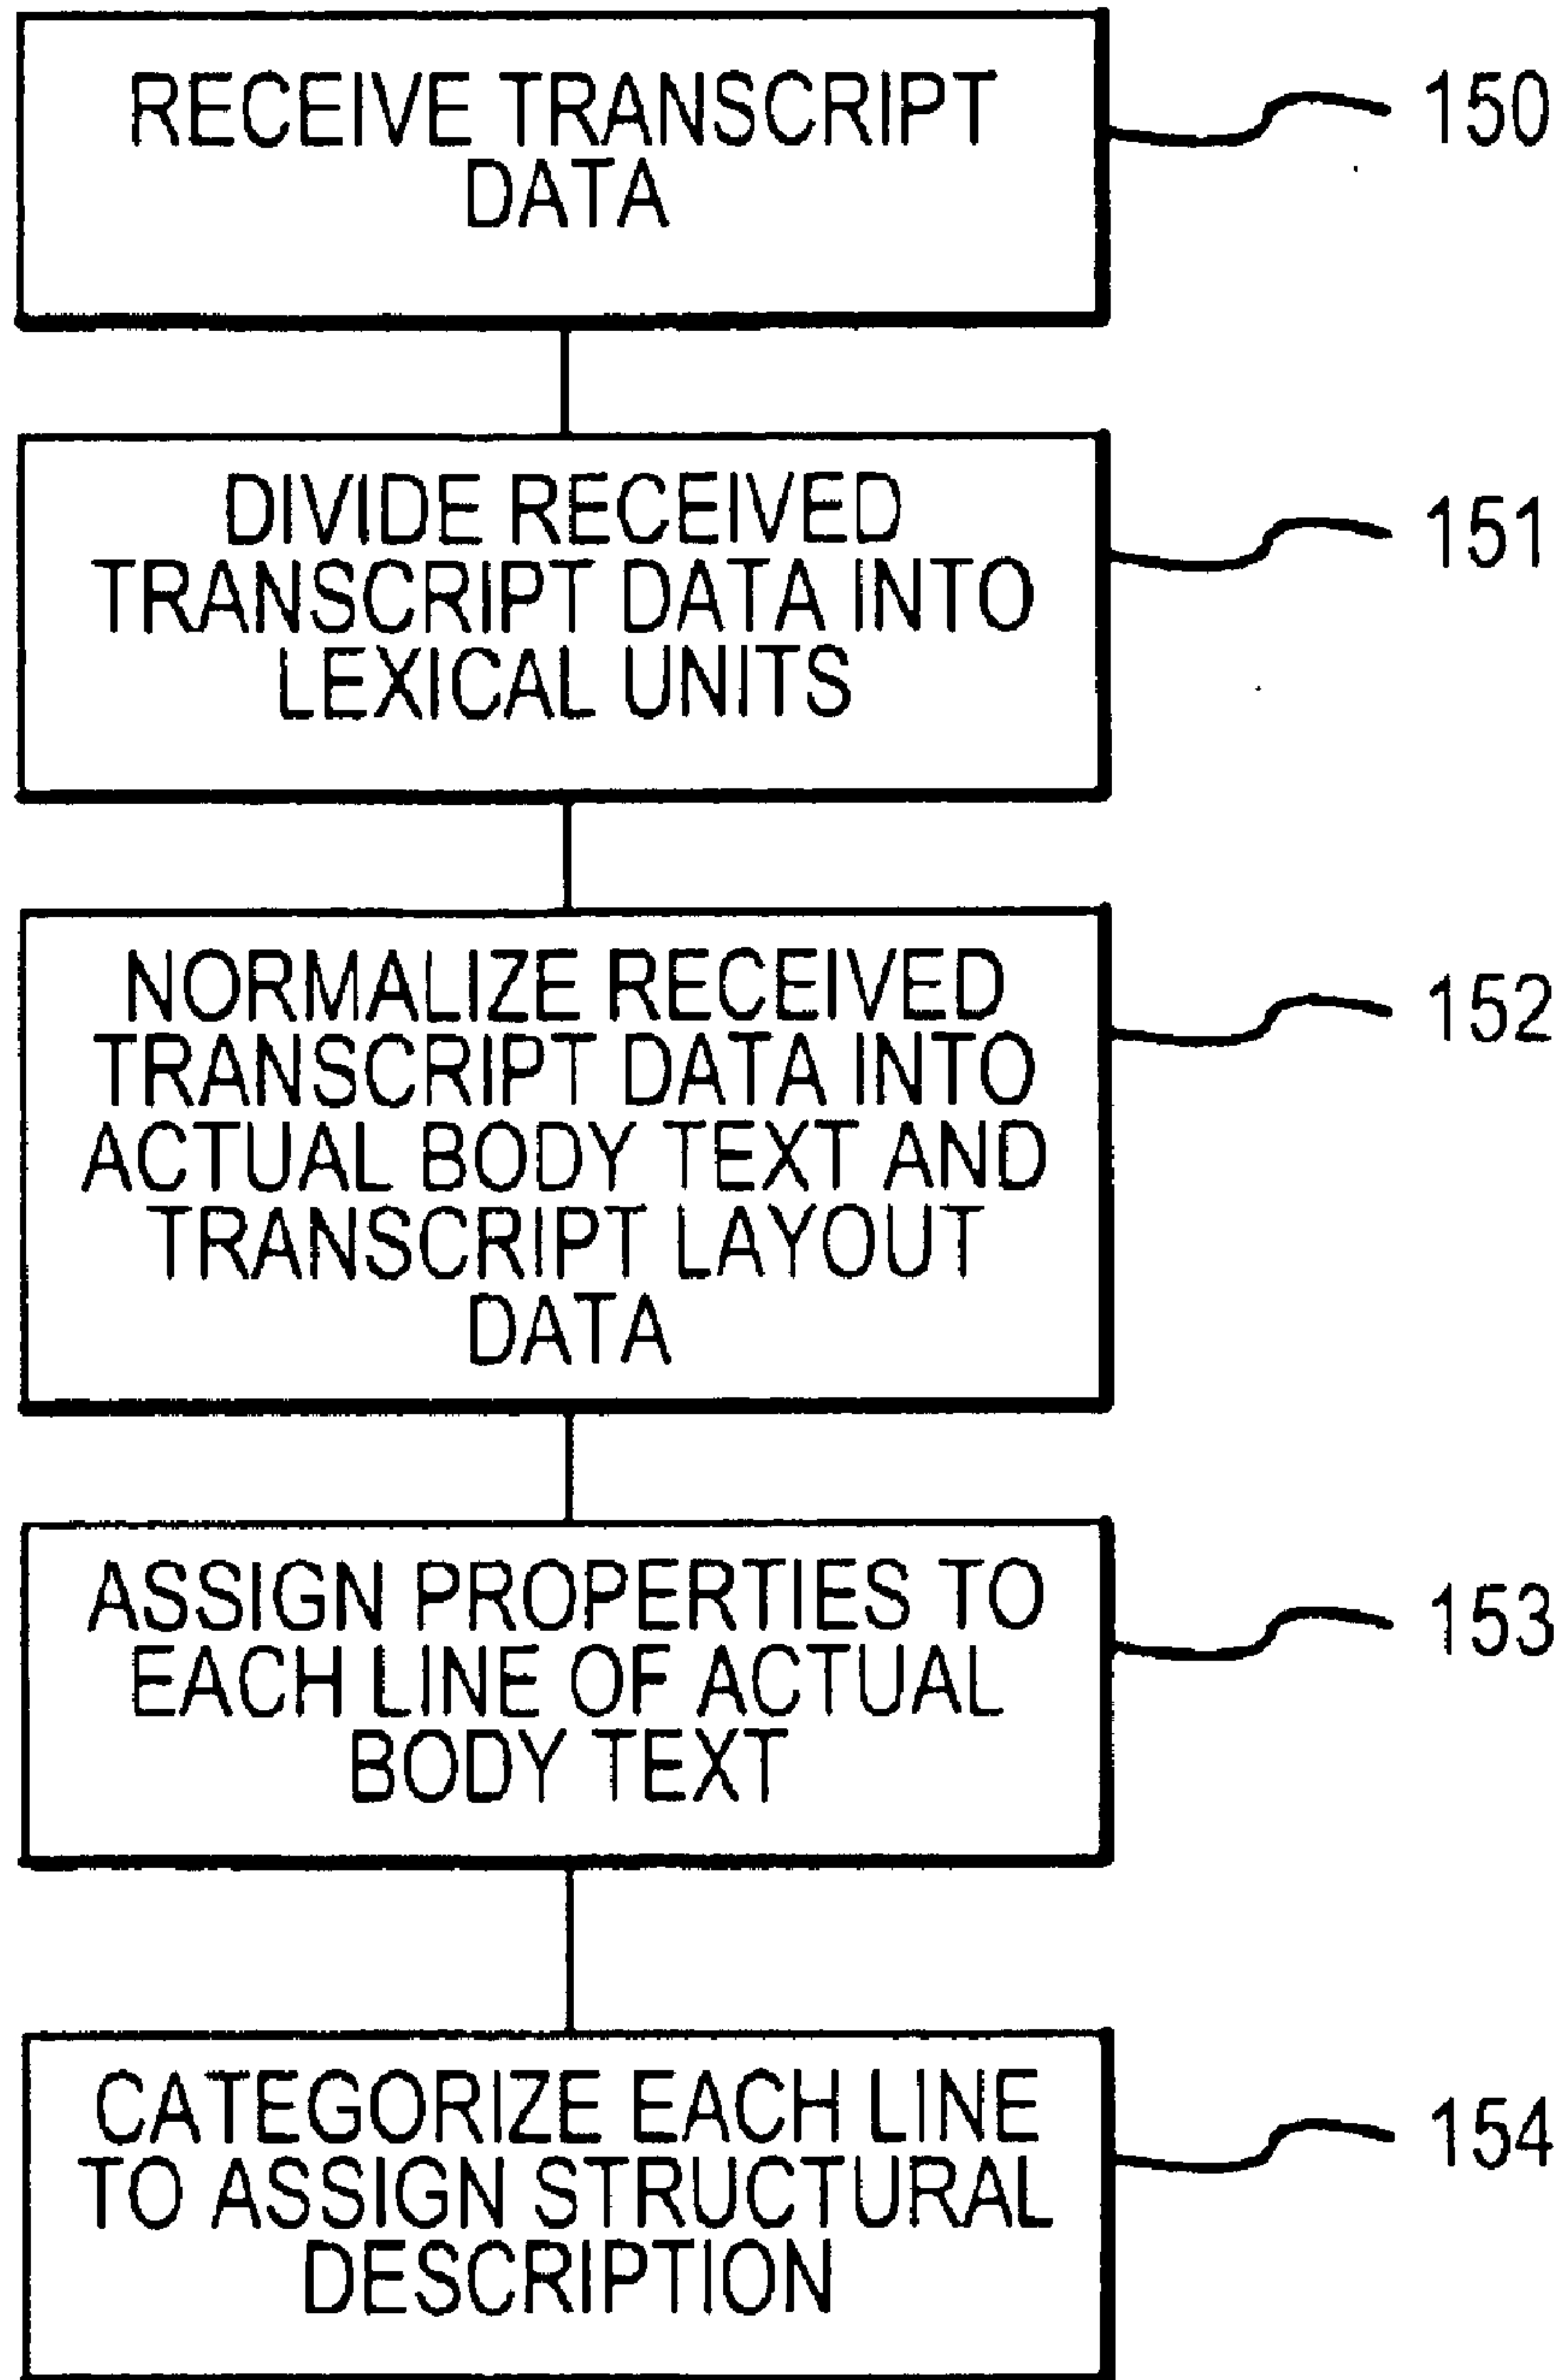 RECEIVE TRANSCRIPT
DATA
150
DIVIDE RECEIVED
TRANSCRIPT DATA INTO
LEXICAL UNITS
151
NORMALIZE RECEIVED
TRANSCRIPT DATA INTO
ACTUAL BODY TEXT AND
TRANSCRIPT LAYOUT
DATA
152
ASSIGN PROPERTIES TO
EACH LINE OF ACTUAL
BODY TEXT
153
CATEGORIZE EACH LINE
TO ASSIGN STRUCTURAL
DESCRIPTION
154